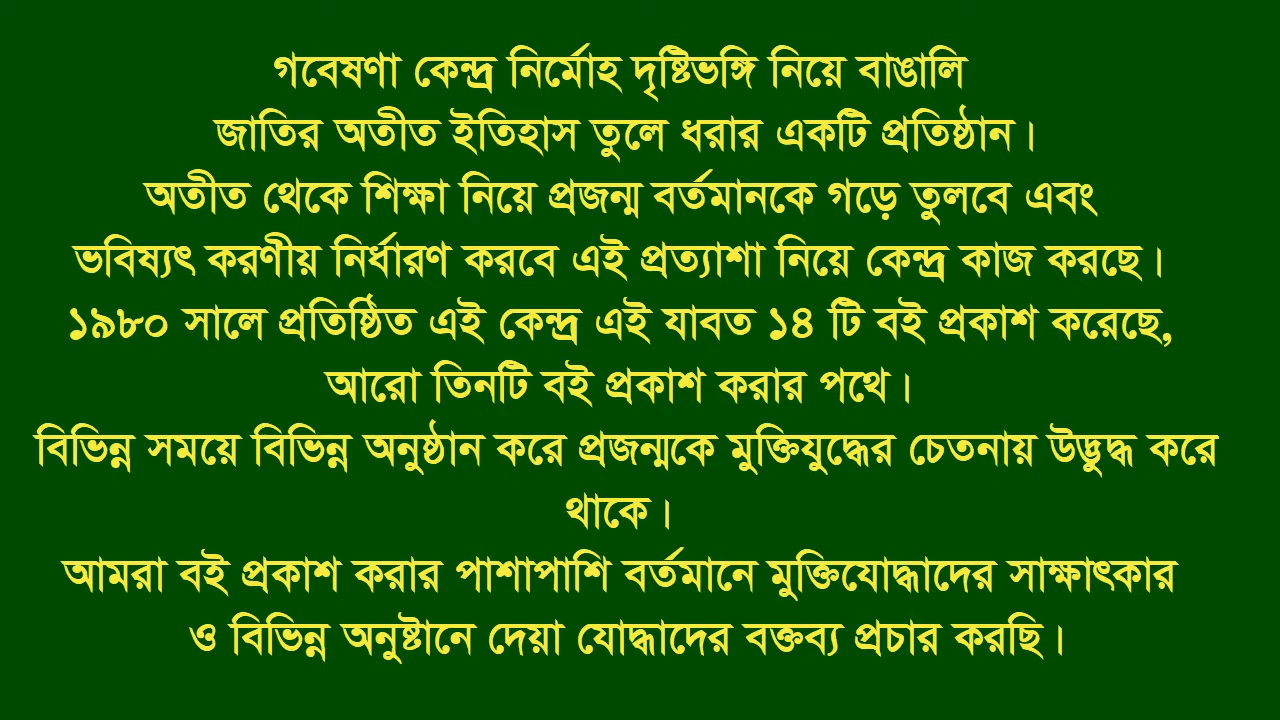 গবেষণা কেন্দ্র নির্মোহ দৃষ্টিভঙ্গি নিয়ে বাঙালি
জাতির অতীত ইতিহাস তুলে ধরার একটি প্রতিষ্ঠান।
অতীত থেকে শিক্ষা নিয়ে প্রজন্ম বর্তমানকে গড়ে তুলবে এবং
ভবিষ্যৎ করণীয় নির্ধারণ করবে এই প্রত্যাশা নিয়ে কেন্দ্র কাজ করছে।
১৯৮০ সালে প্রতিষ্ঠিত এই কেন্দ্র এই যাবত ১৪ টি বই প্রকাশ করেছে,
আরো তিনটি বই প্রকাশ করার পথে।
বিভিন্ন সময়ে বিভিন্ন অনুষ্ঠান করে প্রজন্মকে মুক্তিযুদ্ধের চেতনায় উদ্ভুদ্ধ করে
থাকে।
আমরা বই প্রকাশ করার পাশাপাশি বর্তমানে মুক্তিযোদ্ধাদের সাক্ষাৎকার
ও বিভিন্ন অনুষ্টানে দেয়া যোদ্ধাদের বক্তব্য প্রচার করছি।